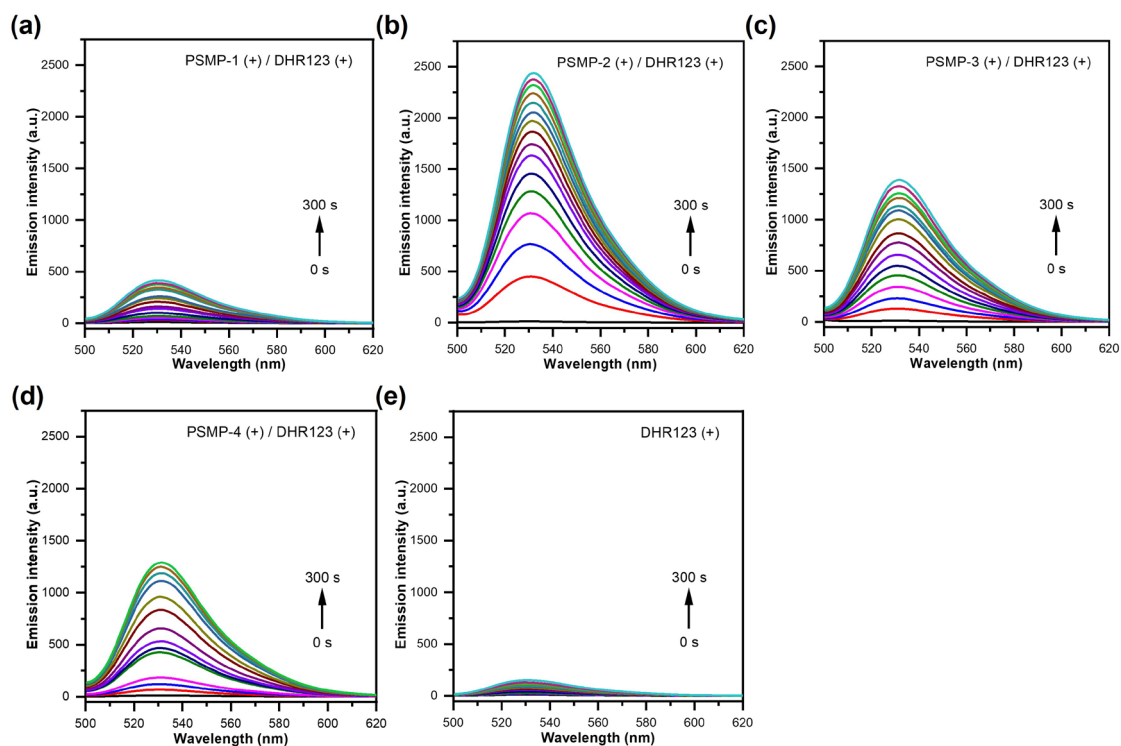 (a)
PSMP-1 (+) / DHR123 (+)
Emission intensity (a.u.)
2500
2000
1500
1000
500
0
300 s
0 s
500 520 540 560 580 600 620
Wavelength (nm)
(b)
PSMP-2 (+) / DHR123 (+)
Emission intensity (a.u.)
2500
2000
1500
1000
500
0
300 s
0 s
500 520 540 560 580 600 620
Wavelength (nm)
(c)
PSMP-3 (+) / DHR123 (+)
Emission intensity (a.u.)
2500
2000
1500
1000
500
0
300 s
0 s
500 520 540 560 580 600 620
Wavelength (nm)
(d)
PSMP-4 (+) / DHR123 (+)
Emission intensity (a.u.)
2500
2000
1500
1000
500
0
300 s
0 s
500 520 540 560 580 600 620
Wavelength (nm)
(e)
DHR123 (+)
Emission intensity (a.u.)
2500
2000
1500
1000
500
0
300 s
0 s
500 520 540 560 580 600 620
Wavelength (nm)